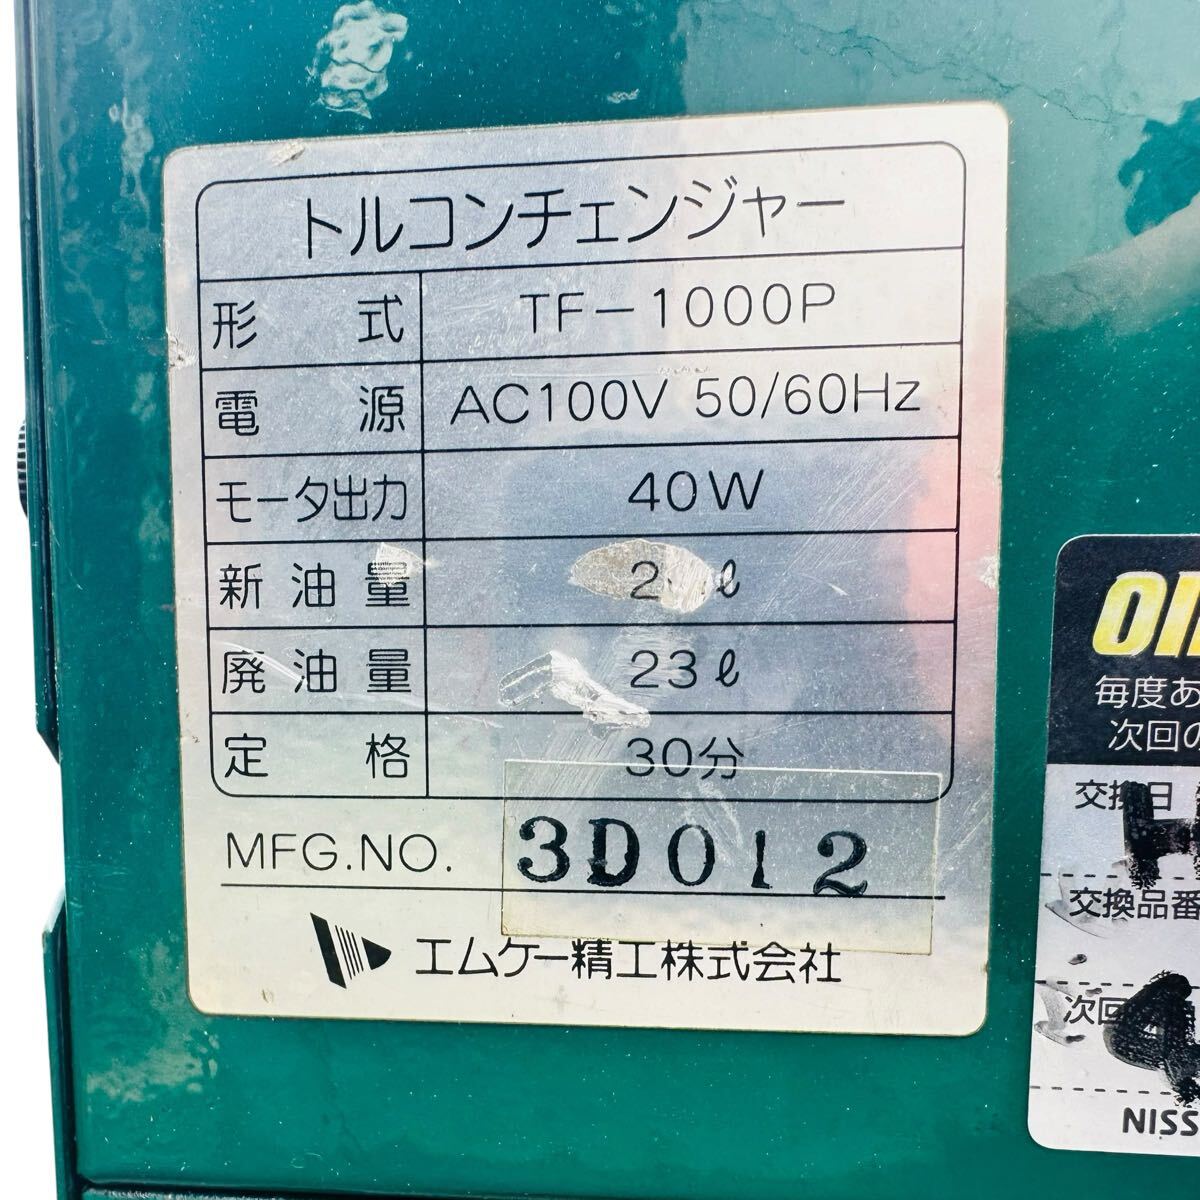 トルコンチェンジャー
形式 TF-1000P
電源 AC100V 50/60Hz
モータ出力 40W
新油量 2 ℓ
廃油量 23ℓ
定格 30分
MFG.NO. 3D012
エムケー精工株式会社
毎度あ
次回の
交換日
交換品番
次回
NISS